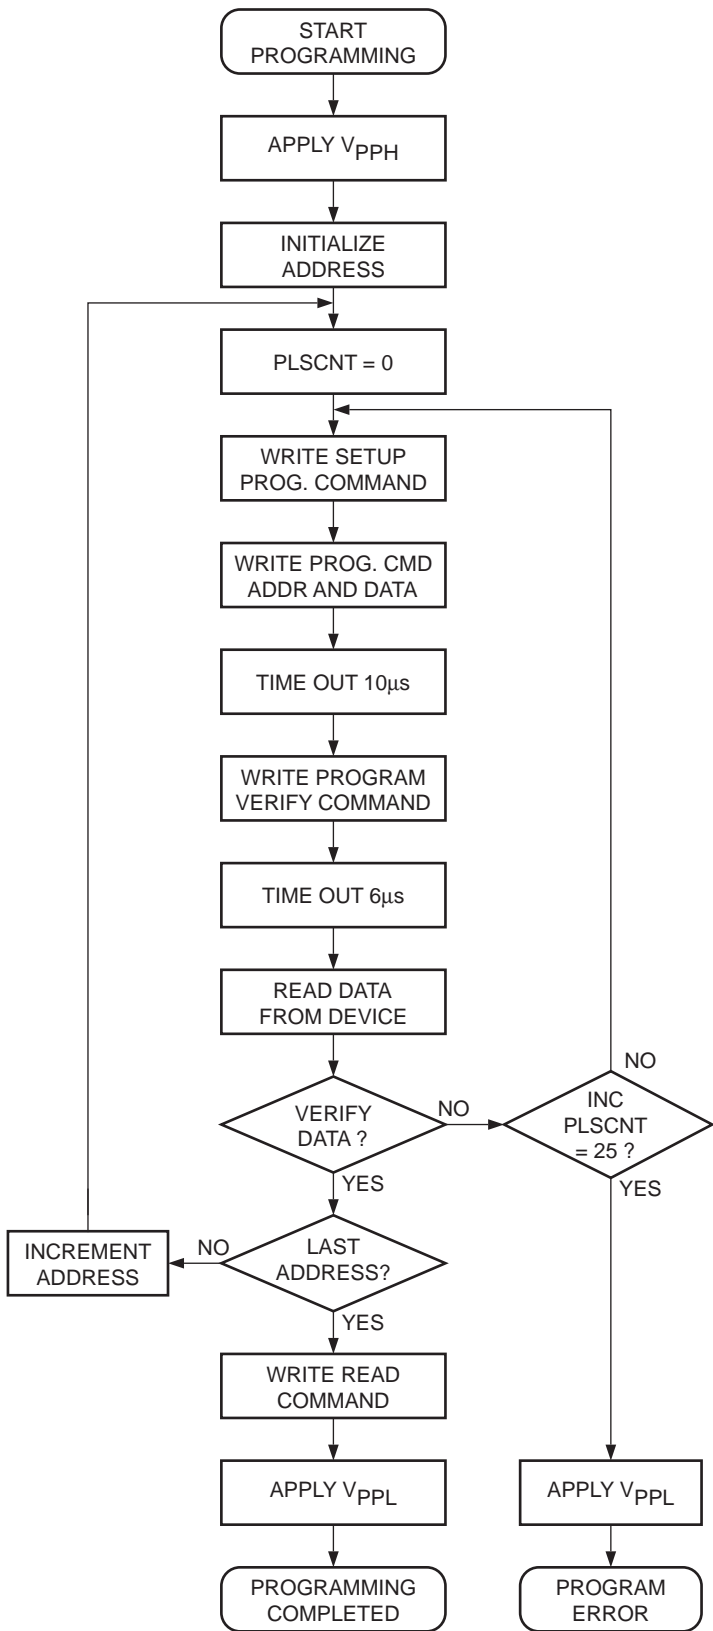 START
PROGRAMMING
APPLY VPPH
INITIALIZE
ADDRESS
PLSCNT = 0
WRITE SETUP
PROG. COMMAND
WRITE PROG. CMD
ADDR AND DATA
TIME OUT 10μs
WRITE PROGRAM
VERIFY COMMAND
TIME OUT 6μs
READ DATA
FROM DEVICE
VERIFY
DATA ?
NO
YES
INC
PLSCNT
= 25 ?
NO
YES
LAST
ADDRESS?
NO
YES
INCREMENT
ADDRESS
WRITE READ
COMMAND
APPLY VPPL
PROGRAMMING
COMPLETED
APPLY VPPL
PROGRAM
ERROR